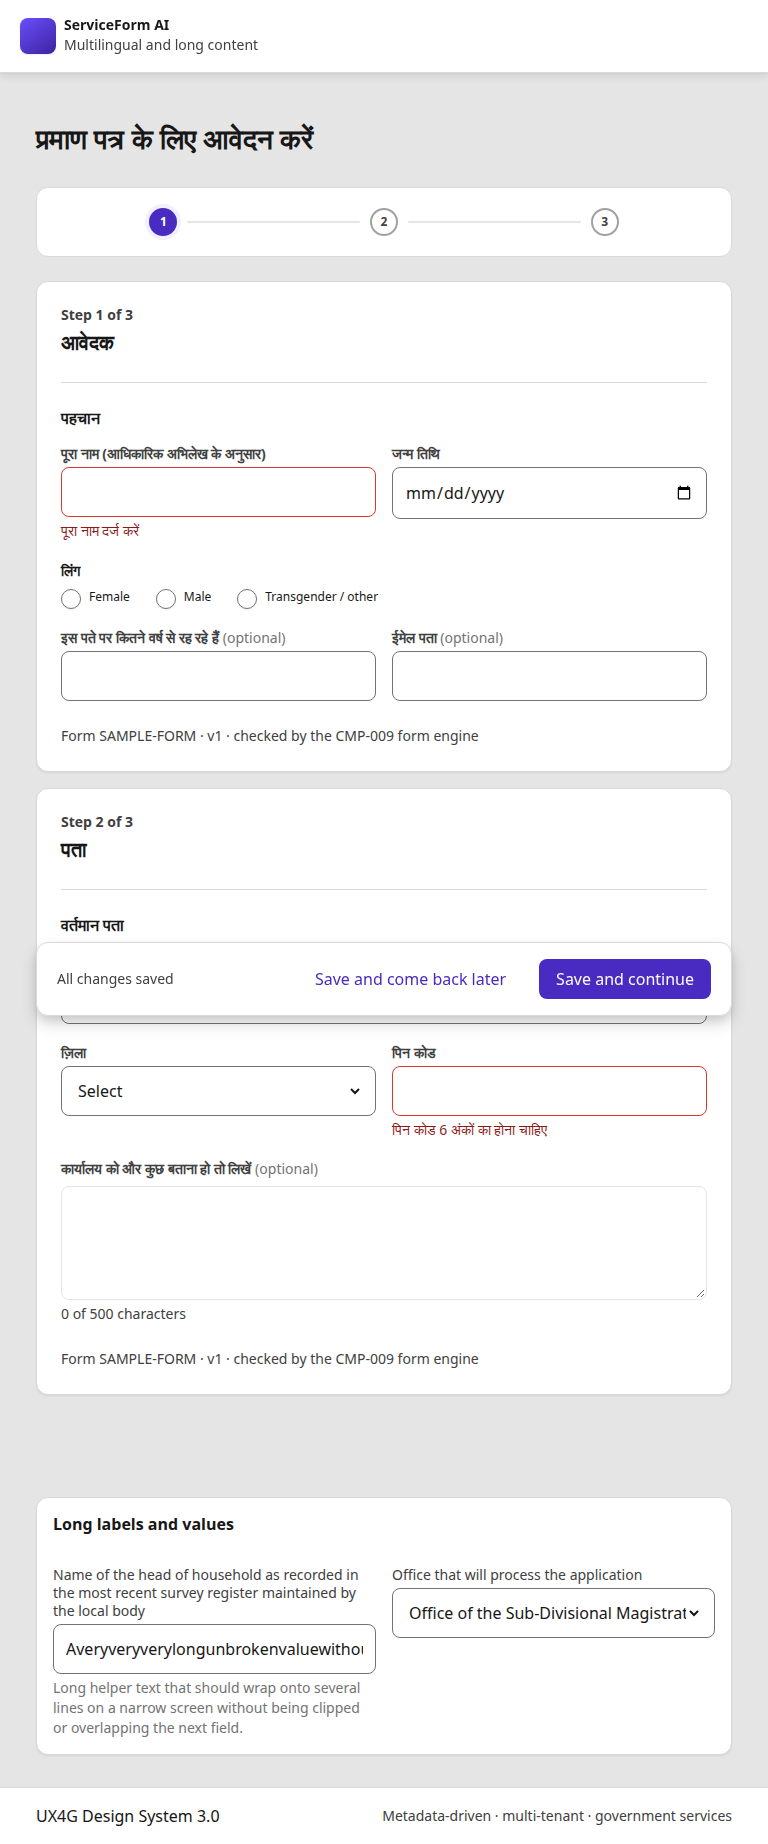 ServiceForm AI
Multilingual and long content
प्रमाण पत्र के लिए आवेदन करें
1
2
3
Step 1 of 3
आवेदक
पहचान
पूरा नाम (आधिकारिक अभिलेख के अनुसार)
जन्म तिथि
mm/dd/yyyy
पूरा नाम दर्ज करें
लिंग
Female
Male
Transgender / other
इस पते पर कितने वर्ष से रह रहे हैं (optional)
ईमेल पता (optional)
Form SAMPLE-FORM · v1 · checked by the CMP-009 form engine
Step 2 of 3
पता
वर्तमान पता
All changes saved
Save and come back later
Save and continue
ज़िला
पिन कोड
Select
पिन कोड 6 अंकों का होना चाहिए
कार्यालय को और कुछ बताना हो तो लिखें (optional)
0 of 500 characters
Form SAMPLE-FORM · v1 · checked by the CMP-009 form engine
Long labels and values
Name of the head of household as recorded in
the most recent survey register maintained by
the local body
Averyveryverylongunbrokenvaluewithou
Long helper text that should wrap onto several
lines on a narrow screen without being clipped
or overlapping the next field.
Office that will process the application
Office of the Sub-Divisional Magistrat
UX4G Design System 3.0
Metadata-driven · multi-tenant · government services